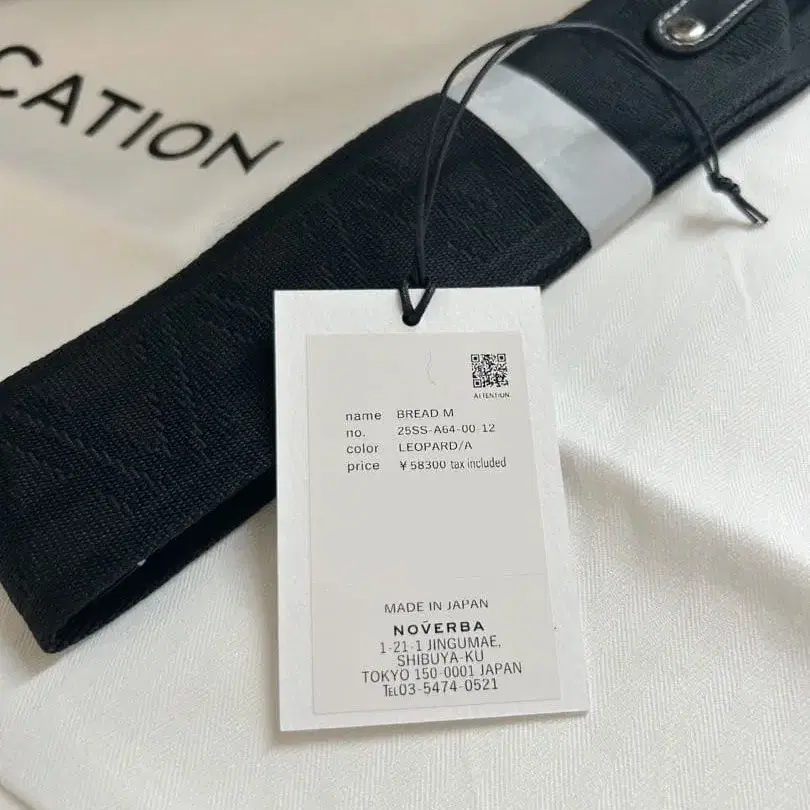 CATION
ATTENTION
name BREAD M
no. 25SS-A64-00-12
color LEOPARD/A
price ¥58300 tax included
MADE IN JAPAN
NOVERBA
1-21-1 JINGUMAE,
SHIBUYA-KU
TOKYO 150-0001 JAPAN
TEL03-5474-0521